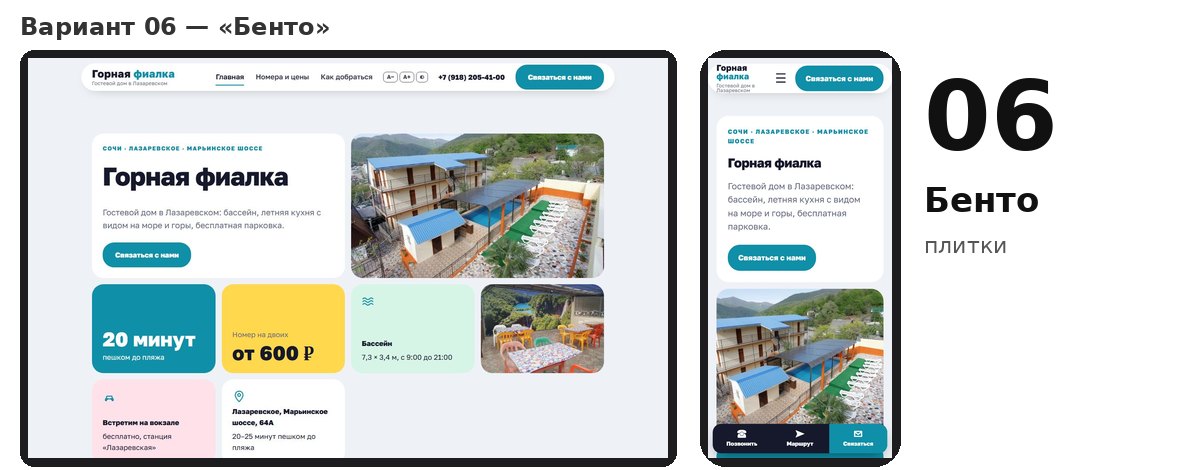 Вариант 06 — «Бенто»
Горная фиалка
Гостевой дом в Лазаревском
Главная
Номера и цены
Как добраться
A−
A+
+7 (918) 205-41-00
Связаться с нами
СОЧИ · ЛАЗАРЕВСКОЕ · МАРЬИНСКОЕ ШОССЕ
Горная фиалка
Гостевой дом в Лазаревском: бассейн, летняя кухня с
видом на море и горы, бесплатная парковка.
Связаться с нами
20 минут
пешком до пляжа
Номер на двоих
от 600 ₽
Бассейн
7,3 × 3,4 м, с 9:00 до 21:00
Встретим на вокзале
бесплатно, станция
«Лазаревская»
Лазаревское, Марьинское
шоссе, 64А
20–25 минут пешком до
пляжа
Горная
фиалка
Гостевой дом в
Лазаревском
Связаться с нами
СОЧИ · ЛАЗАРЕВСКОЕ · МАРЬИНСКОЕ
ШОССЕ
Горная фиалка
Гостевой дом в Лазаревском:
бассейн, летняя кухня с видом
на море и горы, бесплатная
парковка.
Связаться с нами
Позвонить
Маршрут
Связаться
06
Бенто
плитки